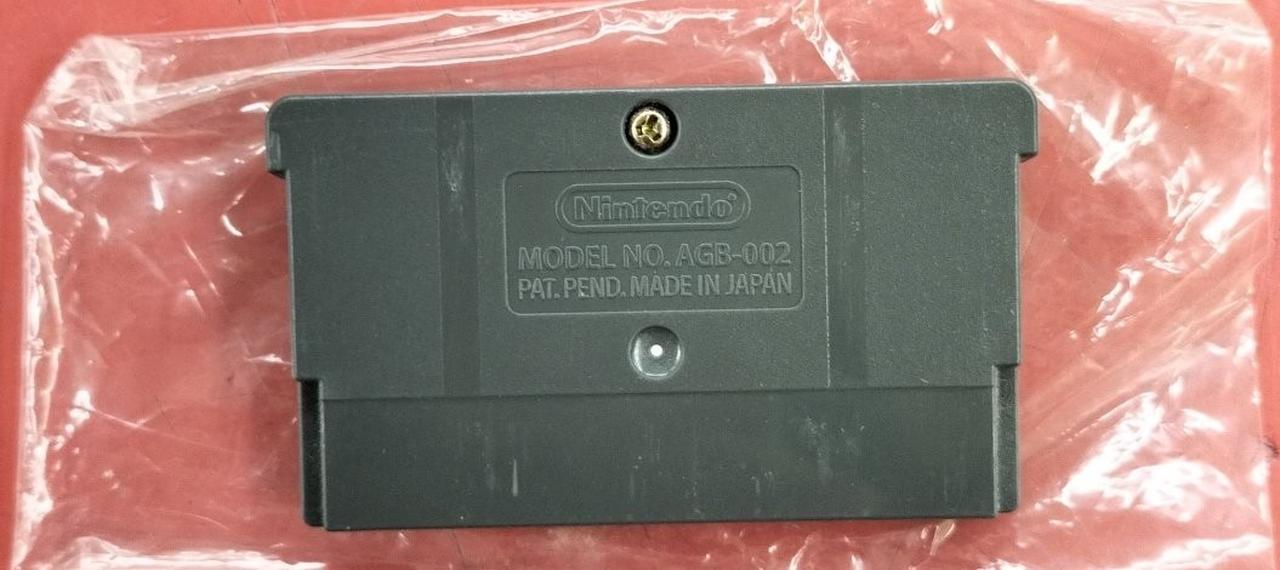 Nintendo
MODEL NO. AGB-002
PAT. PEND. MADE IN JAPAN